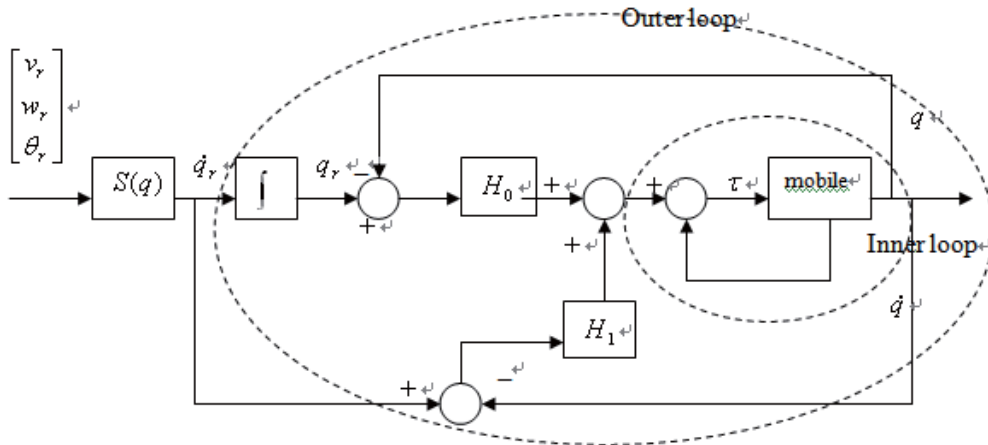 Outer loop
v_r
w_r
θ_r
S(q)
q̇_r
∫
q_r
−
+
H_0
+
+
+
τ
mobile
q
Inner loop
q̇
H_1
+
−